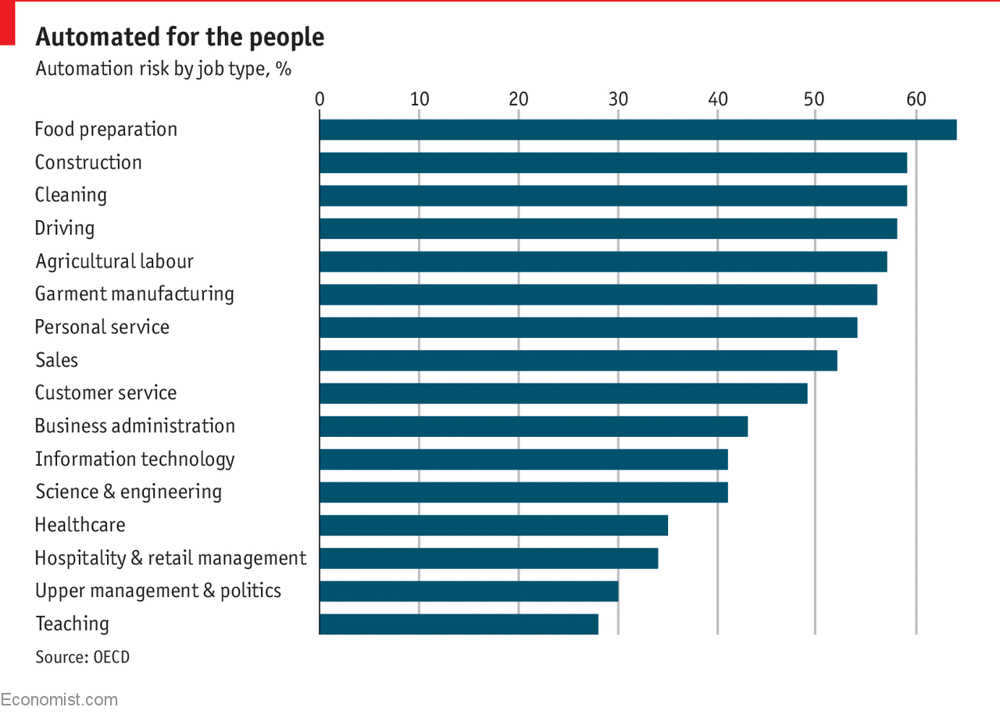 Automated for the people
Automation risk by job type, %
0 10 20 30 40 50 60
Food preparation
Construction
Cleaning
Driving
Agricultural labour
Garment manufacturing
Personal service
Sales
Customer service
Business administration
Information technology
Science & engineering
Healthcare
Hospitality & retail management
Upper management & politics
Teaching
Source: OECD
Economist.com